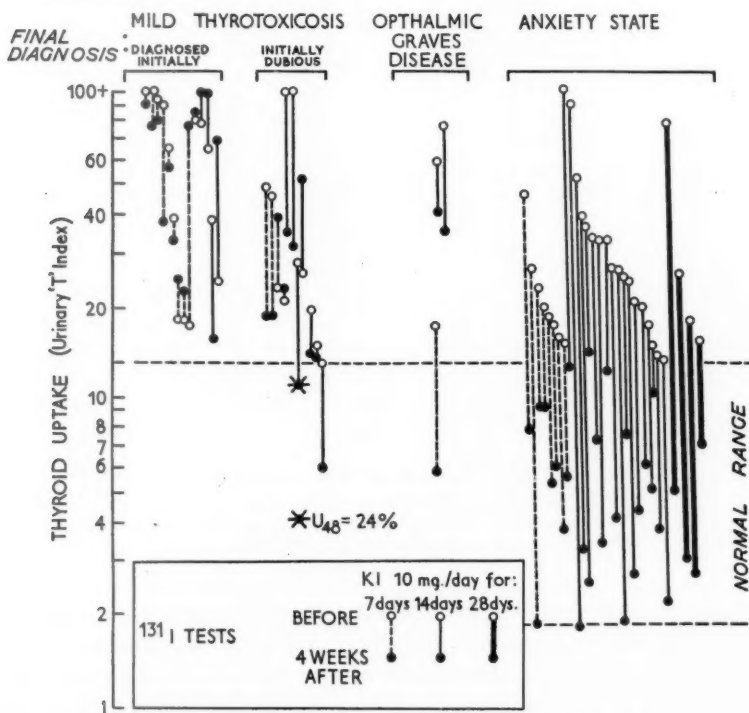 MILD THYROTOXICOSIS OPTHALMIC ANXIETY STATE
FINAL GRAVES
DIAGNOSIS DIAGNOSED INITIALLY DISEASE
INITIALLY DUBIOUS
100+
60
40
20
10
8
7
6
4
2
1
THYROID UPTAKE (Urinary 'T' Index)
NORMAL RANGE
U48 = 24%
KI 10 mg./day for:
7days 14days 28dys.
BEFORE
131 I TESTS
4 WEEKS
AFTER